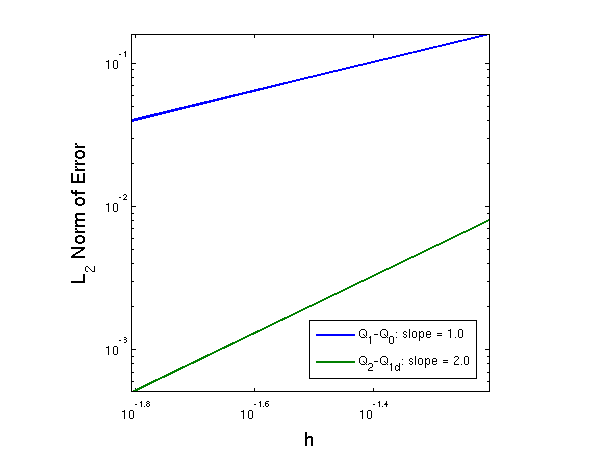 10^-1
10^-2
10^-3
L_2 Norm of Error
Q_1-Q_0: slope = 1.0
Q_2-Q_1d: slope = 2.0
10^-1.8
10^-1.6
10^-1.4
h